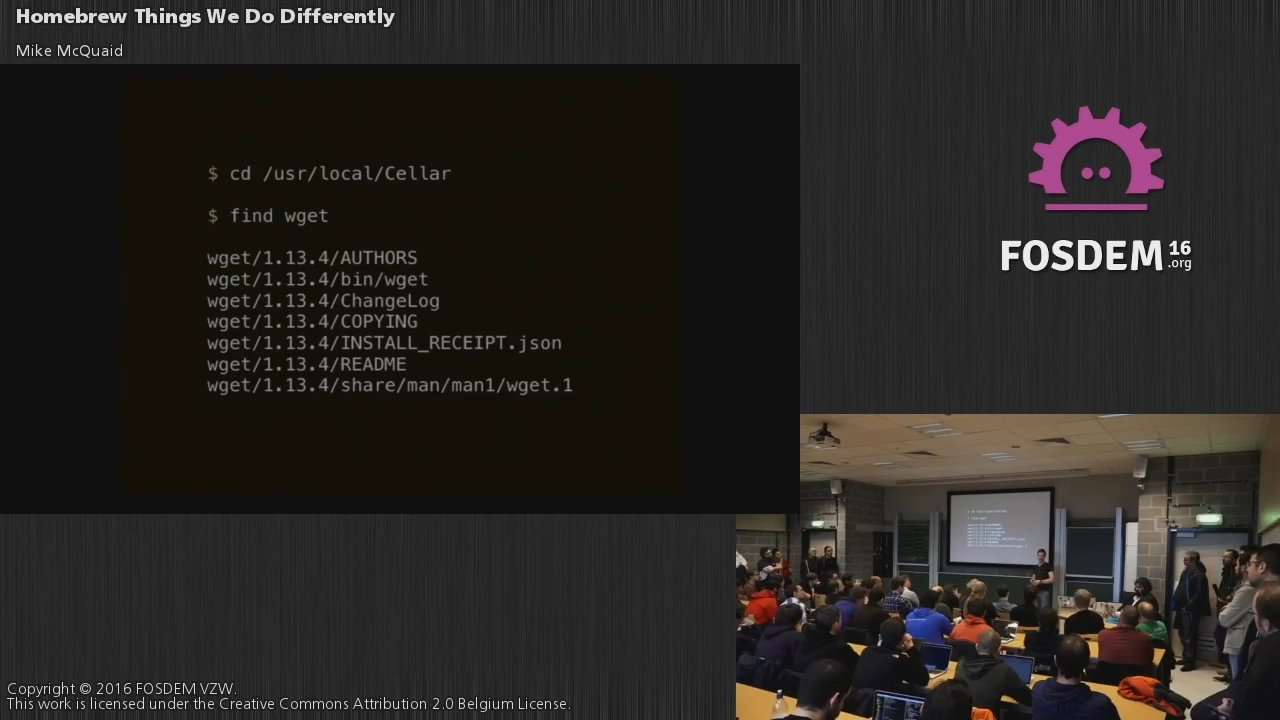 Homebrew Things We Do Differently
Mike McQuaid
$ cd /usr/local/Cellar
$ find wget
wget/1.13.4/AUTHORS
wget/1.13.4/bin/wget
wget/1.13.4/ChangeLog
wget/1.13.4/COPYING
wget/1.13.4/INSTALL_RECEIPT.json
wget/1.13.4/README
wget/1.13.4/share/man/man1/wget.1
FOSDEM 16
.org
Copyright © 2016 FOSDEM VZW.
This work is licensed under the Creative Commons Attribution 2.0 Belgium License.